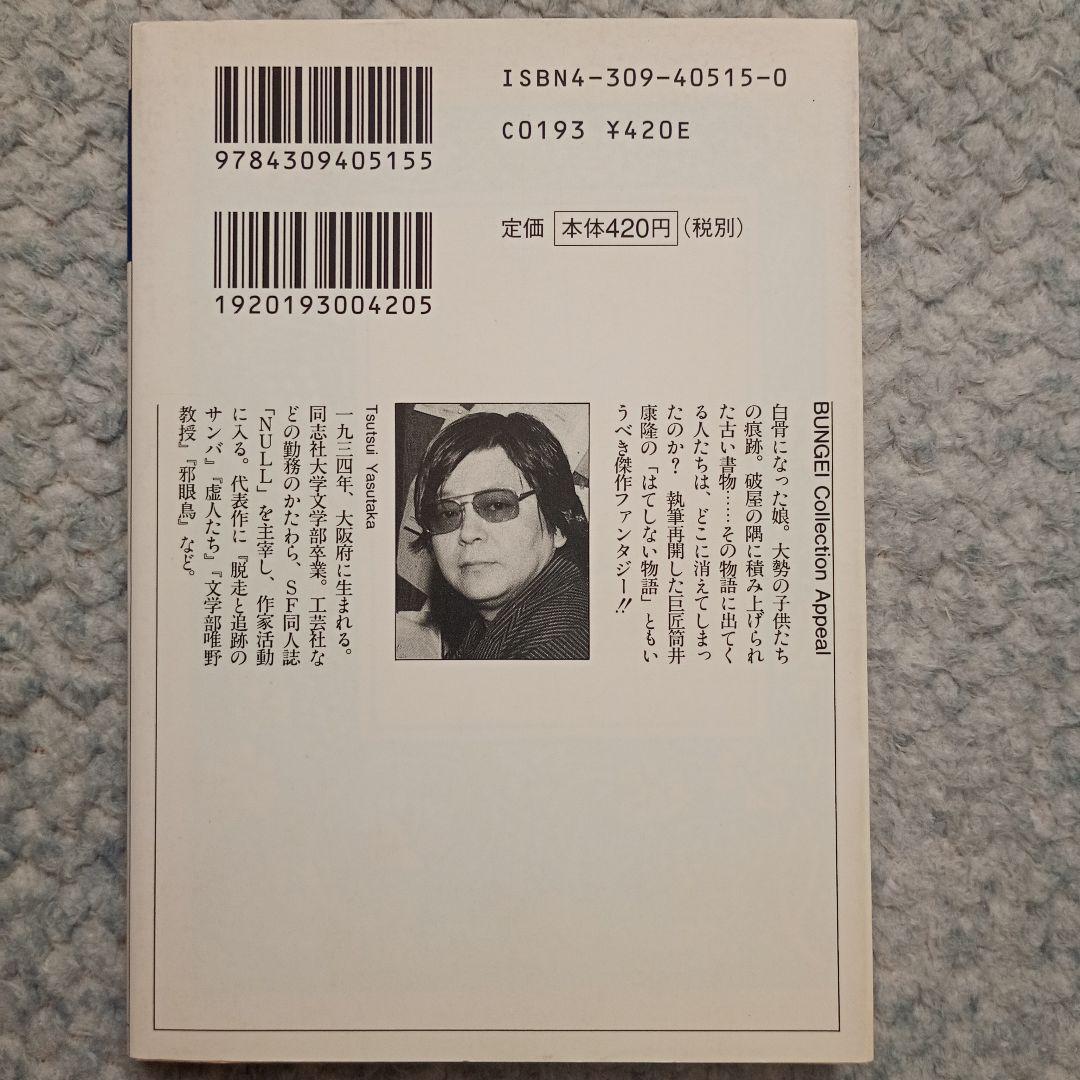 ISBN4-309-40515-0
C0193 ¥420E
9784309405155
定価 本体420円（税別）
1920193004205
BUNGEI Collection Appeal
白骨になった娘。大勢の子供たち
の痕跡。破屋の隅に積み上げられ
た古い書物……その物語に出てく
る人たちは、どこに消えてしまっ
たのか？　執筆再開した巨匠筒井
康隆の「はてしない物語」ともい
うべき傑作ファンタジー!!
Tsutsui Yasutaka
一九三四年、大阪府に生まれる。
同志社大学文学部卒業。工芸社な
どの勤務のかたわら、SF同人誌
「NULL」を主宰し、作家活動
に入る。代表作に『脱走と追跡の
サンバ』『虚人たち』『文学部唯野
教授』『邪眼鳥』など。